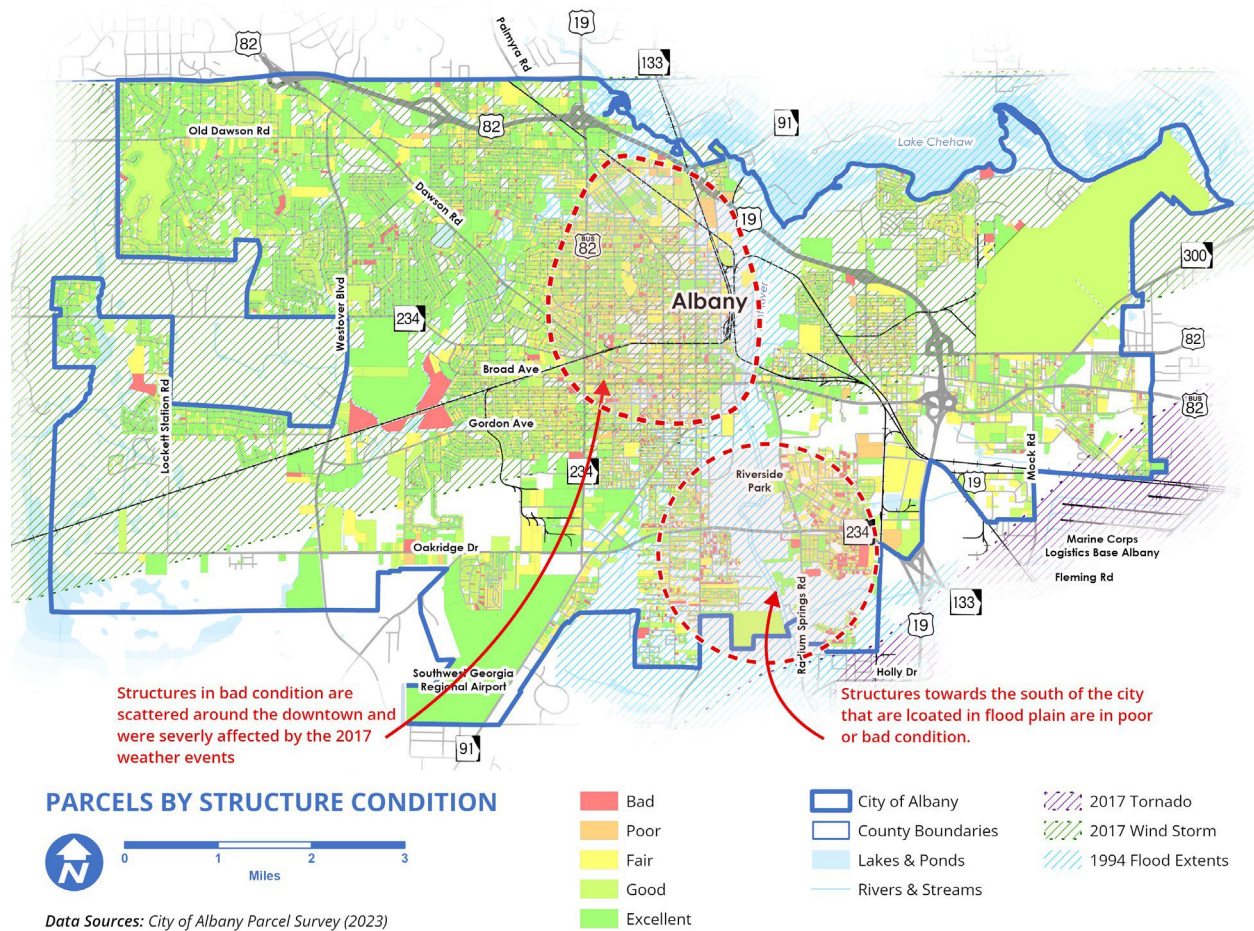 82
19
Palmyra Rd
133
91
82
Old Dawson Rd
Lake Chehaw
Dawson Rd
19
BUS
82
300
Albany
Westover Blvd
234
82
Broad Ave
BUS
82
Lockett Station Rd
Gordon Ave
Mock Rd
234
Riverside
Park
19
234
Marine Corps
Logistics Base Albany
Oakridge Dr
Fleming Rd
133
Radium Springs Rd
19
Holly Dr
Southwest Georgia
Regional Airport
91
Structures in bad condition are
scattered around the downtown and
were severly affected by the 2017
weather events
Structures towards the south of the city
that are lcoated in flood plain are in poor
or bad condition.
PARCELS BY STRUCTURE CONDITION
N
0 1 2 3
Miles
Data Sources: City of Albany Parcel Survey (2023)
Bad
Poor
Fair
Good
Excellent
City of Albany
County Boundaries
Lakes & Ponds
Rivers & Streams
2017 Tornado
2017 Wind Storm
1994 Flood Extents